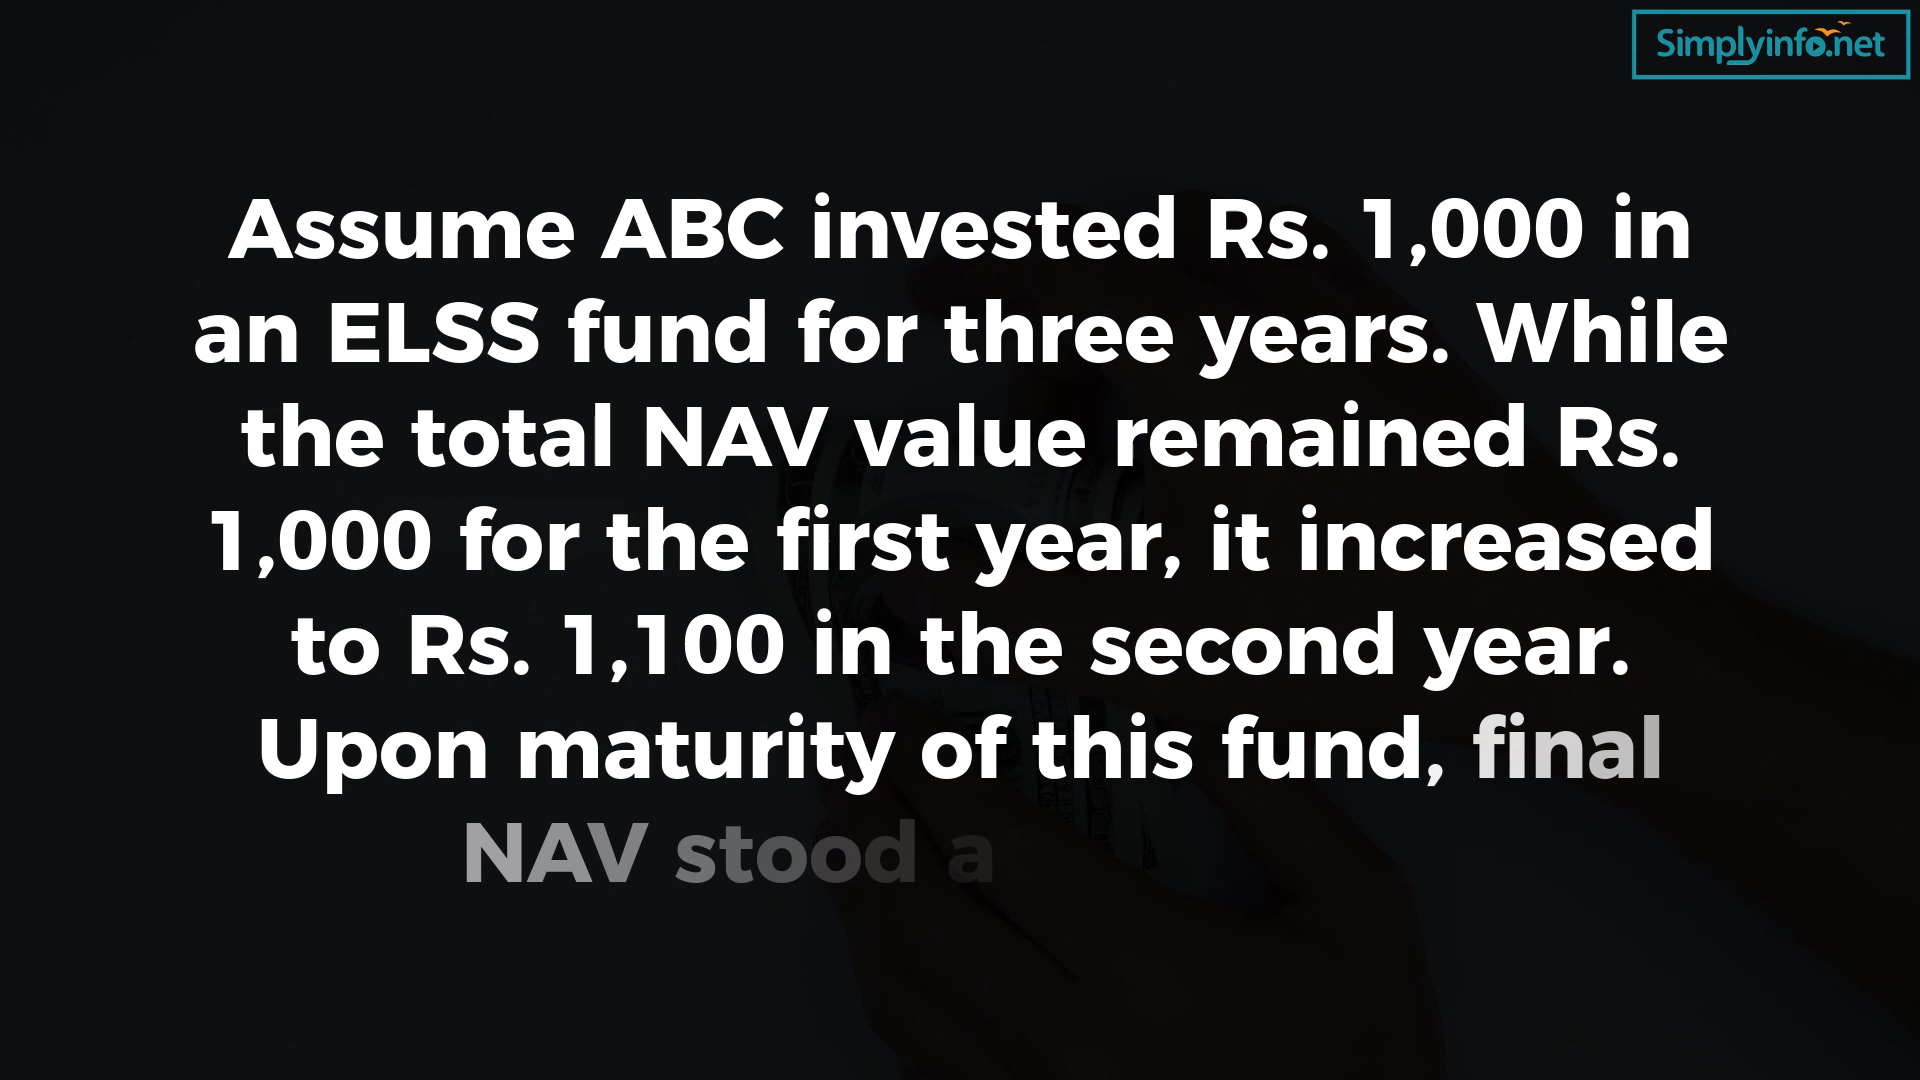 Simplyinfo.net
Assume ABC invested Rs. 1,000 in
an ELSS fund for three years. While
the total NAV value remained Rs.
1,000 for the first year, it increased
to Rs. 1,100 in the second year.
Upon maturity of this fund, final
NAV stood a